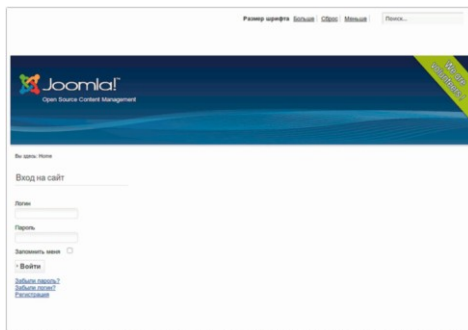 Размер шрифта Больше Сброс Меньше Поиск...
Joomla!
Open Source Content Management
Вы здесь: Home
Вход на сайт
Логин
Пароль
Запомнить меня
Войти
Забыли пароль?
Забыли логин?
Регистрация